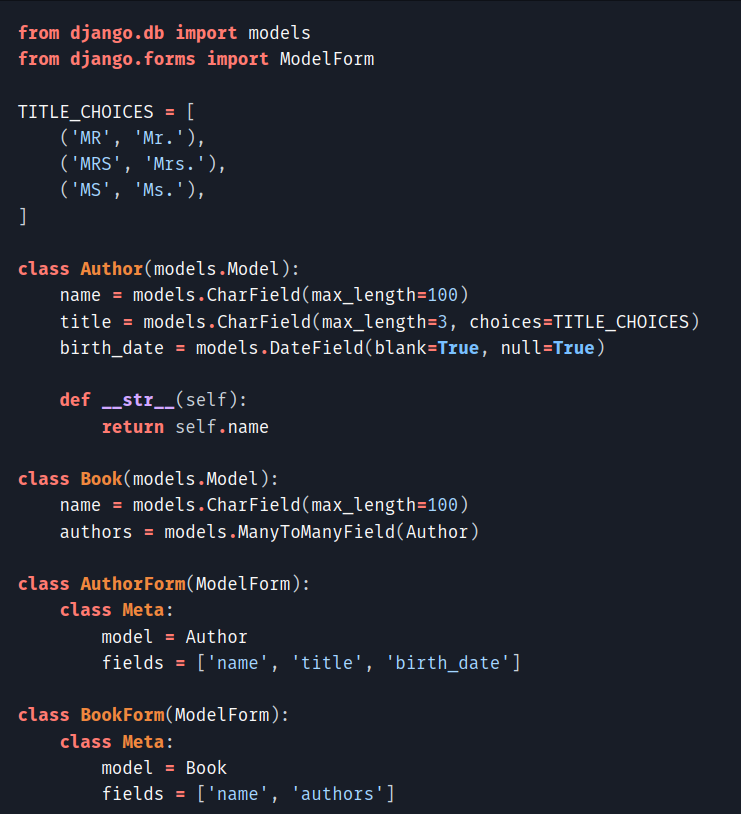 from django.db import models
from django.forms import ModelForm

TITLE_CHOICES = [
    ('MR', 'Mr.'),
    ('MRS', 'Mrs.'),
    ('MS', 'Ms.'),
]

class Author(models.Model):
    name = models.CharField(max_length=100)
    title = models.CharField(max_length=3, choices=TITLE_CHOICES)
    birth_date = models.DateField(blank=True, null=True)

    def __str__(self):
        return self.name

class Book(models.Model):
    name = models.CharField(max_length=100)
    authors = models.ManyToManyField(Author)

class AuthorForm(ModelForm):
    class Meta:
        model = Author
        fields = ['name', 'title', 'birth_date']

class BookForm(ModelForm):
    class Meta:
        model = Book
        fields = ['name', 'authors']